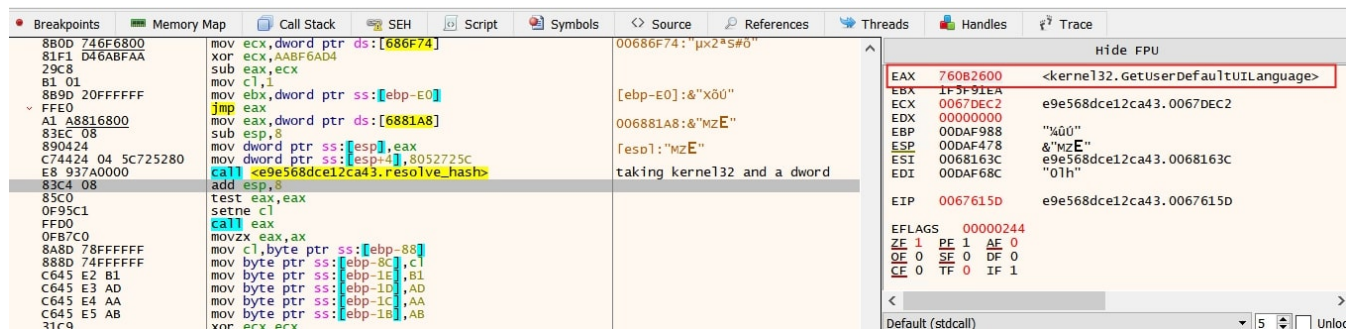 Breakpoints Memory Map Call Stack SEH Script Symbols Source References Threads Handles Trace
8B0D 746F6800 mov ecx,dword ptr ds:[686F74] 00686F74:"µx2ªS#õ"
81F1 D46ABFAA xor ecx,AABF6AD4
29C8 sub eax,ecx
B1 01 mov cl,1
8B9D 20FFFFFF mov ebx,dword ptr ss:[ebp-E0] [ebp-E0]:&"XõÚ"
FFE0 jmp eax
A1 A8816800 mov eax,dword ptr ds:[6881A8] 006881A8:&"MZE"
83EC 08 sub esp,8
890424 mov dword ptr ss:[esp],eax [esp]:"MZE"
C74424 04 5C725280 mov dword ptr ss:[esp+4],8052725C
E8 937A0000 call <e9e568dce12ca43.resolve_hash> taking kernel32 and a dword
83C4 08 add esp,8
85C0 test eax,eax
0F95C1 setne cl
FFD0 call eax
0FB7C0 movzx eax,ax
8A8D 78FFFFFF mov cl,byte ptr ss:[ebp-88]
888D 74FFFFFF mov byte ptr ss:[ebp-8C],cl
C645 E2 B1 mov byte ptr ss:[ebp-1E],B1
C645 E3 AD mov byte ptr ss:[ebp-1D],AD
C645 E4 AA mov byte ptr ss:[ebp-1C],AA
C645 E5 AB mov byte ptr ss:[ebp-1B],AB
31C9 xor ecx,ecx
Hide FPU
EAX 760B2600 <kernel32.GetUserDefaultUILanguage>
EBX 1F5F91EA
ECX 0067DEC2 e9e568dce12ca43.0067DEC2
EDX 00000000
EBP 00DAF988 "¼ûÚ"
ESP 00DAF478 &"MZE"
ESI 0068163C e9e568dce12ca43.0068163C
EDI 00DAF68C "Olh"
EIP 0067615D e9e568dce12ca43.0067615D
EFLAGS 00000244
ZF 1 PF 1 AF 0
OF 0 SF 0 DF 0
CF 0 TF 0 IF 1
Default (stdcall) 5 Unloc